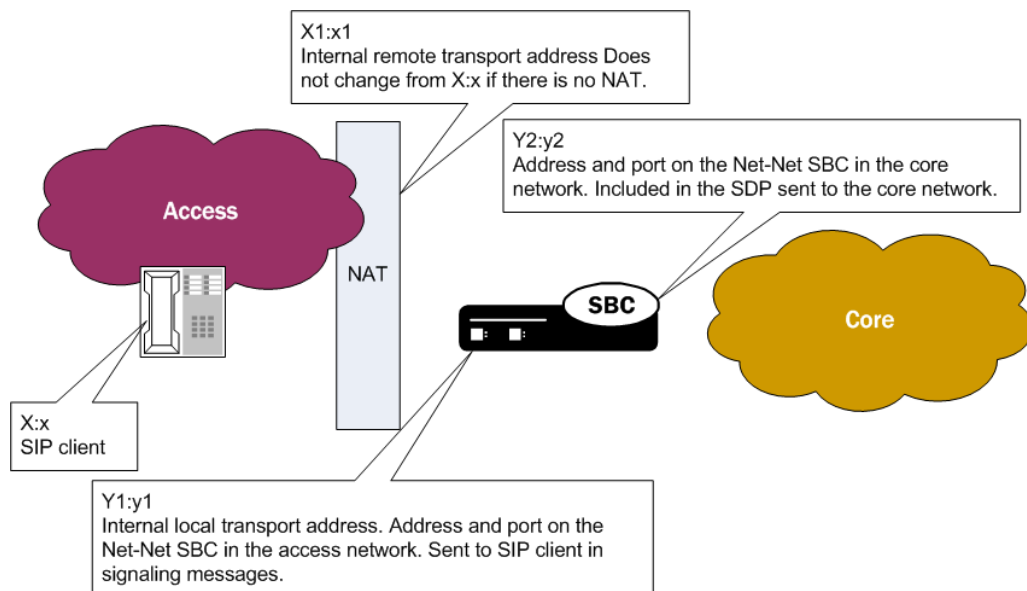 X1:x1
Internal remote transport address Does
not change from X:x if there is no NAT.
Y2:y2
Address and port on the Net-Net SBC in the core
network. Included in the SDP sent to the core network.
Access
NAT
SBC
Core
X:x
SIP client
Y1:y1
Internal local transport address. Address and port on the
Net-Net SBC in the access network. Sent to SIP client in
signaling messages.